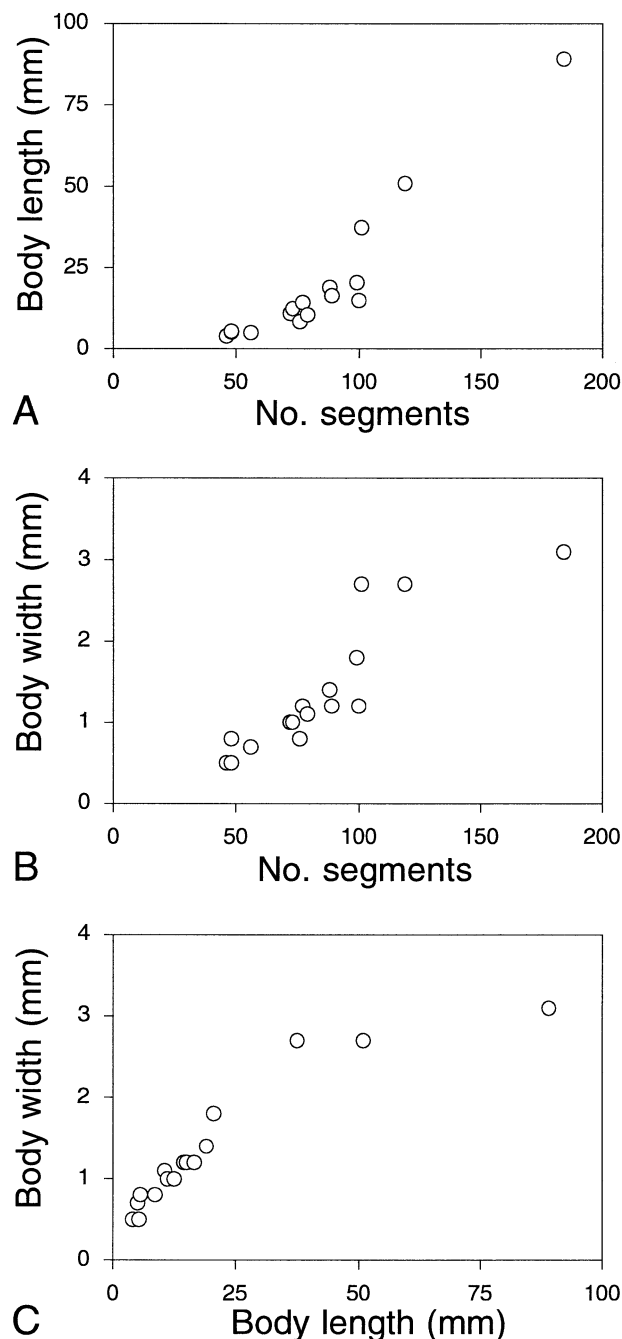 100
75
50
25
0
Body length (mm)
0 50 100 150 200
A No. segments
4
3
2
1
0
Body width (mm)
0 50 100 150 200
B No. segments
4
3
2
1
0
Body width (mm)
0 25 50 75 100
C Body length (mm)